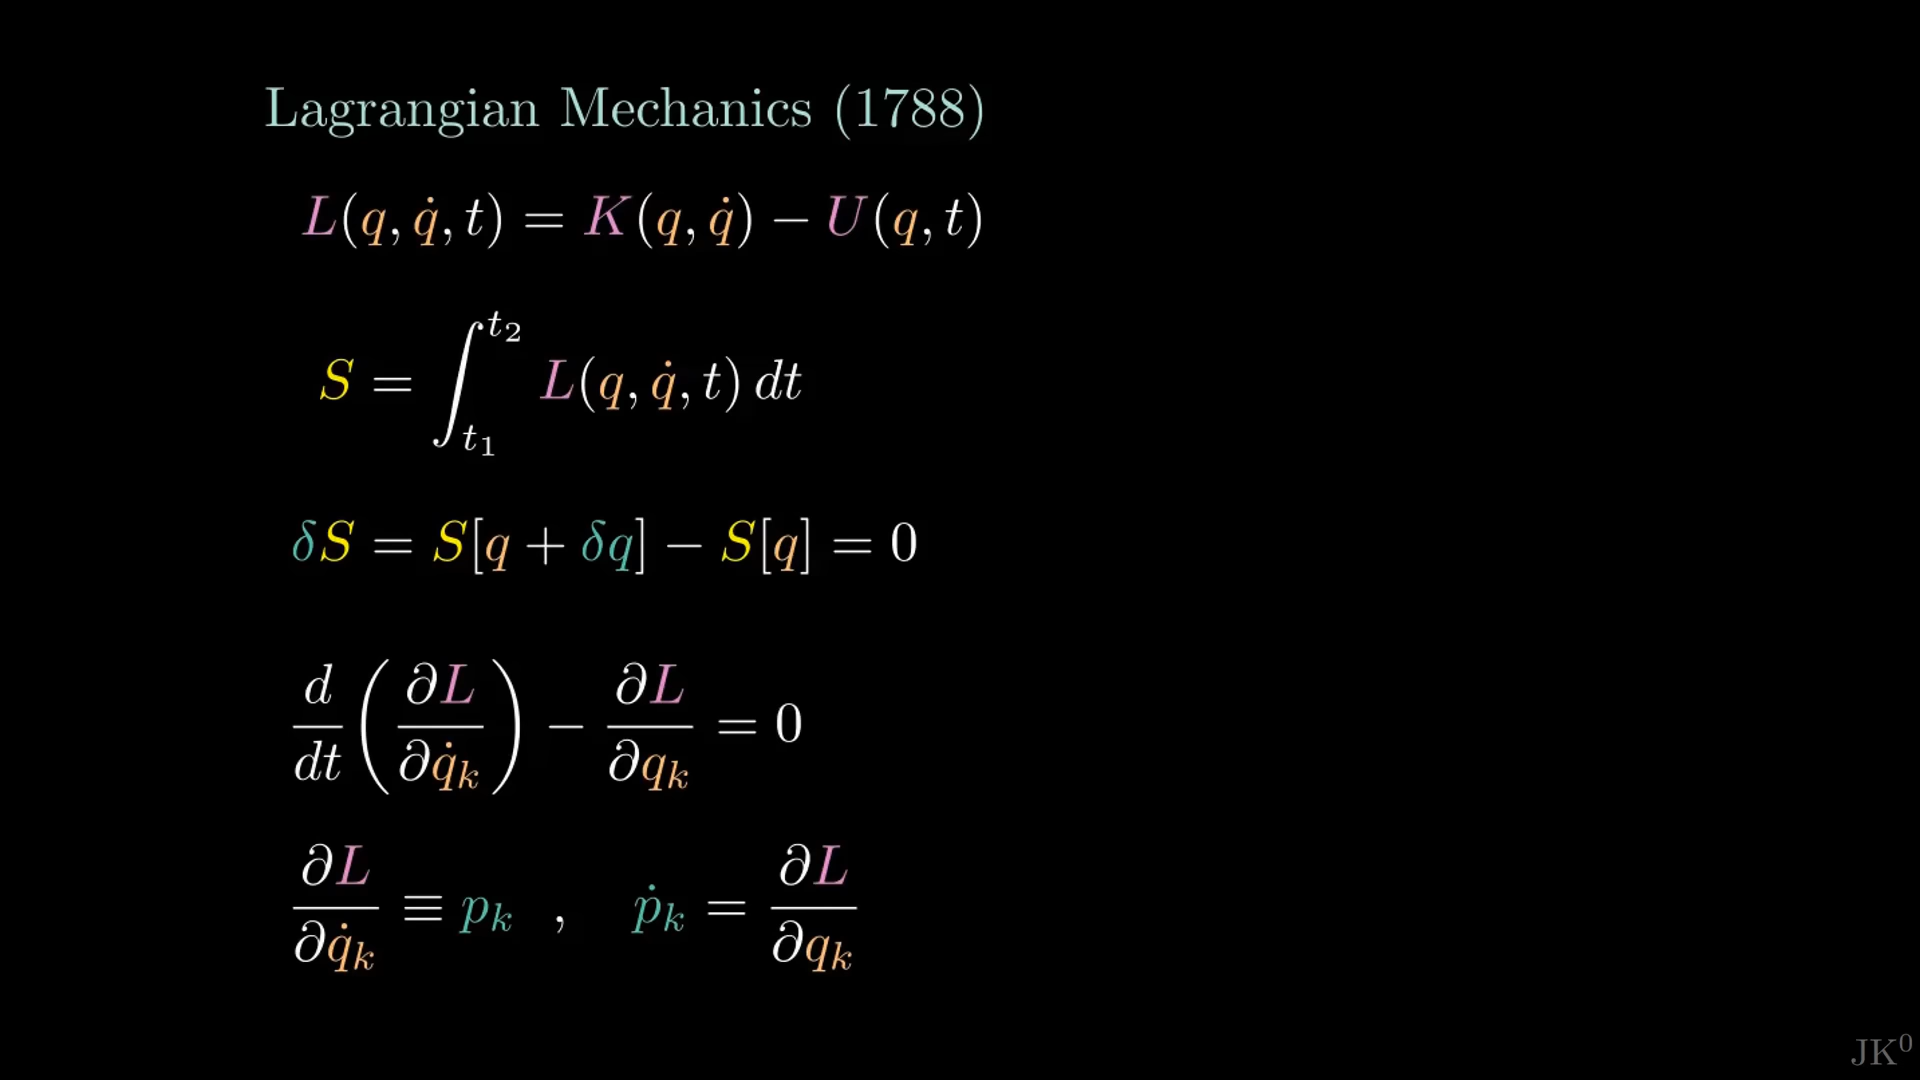 Lagrangian Mechanics (1788)
L(q, q̇, t) = K(q, q̇) − U(q, t)
S = ∫_{t₁}^{t₂} L(q, q̇, t) dt
δS = S[q + δq] − S[q] = 0
d/dt (∂L/∂q̇ₖ) − ∂L/∂qₖ = 0
∂L/∂q̇ₖ ≡ pₖ , ṗₖ = ∂L/∂qₖ
JK⁰